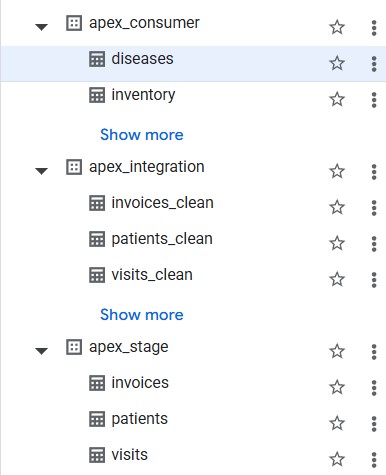 apex_consumer
diseases
inventory
Show more
apex_integration
invoices_clean
patients_clean
visits_clean
Show more
apex_stage
invoices
patients
visits